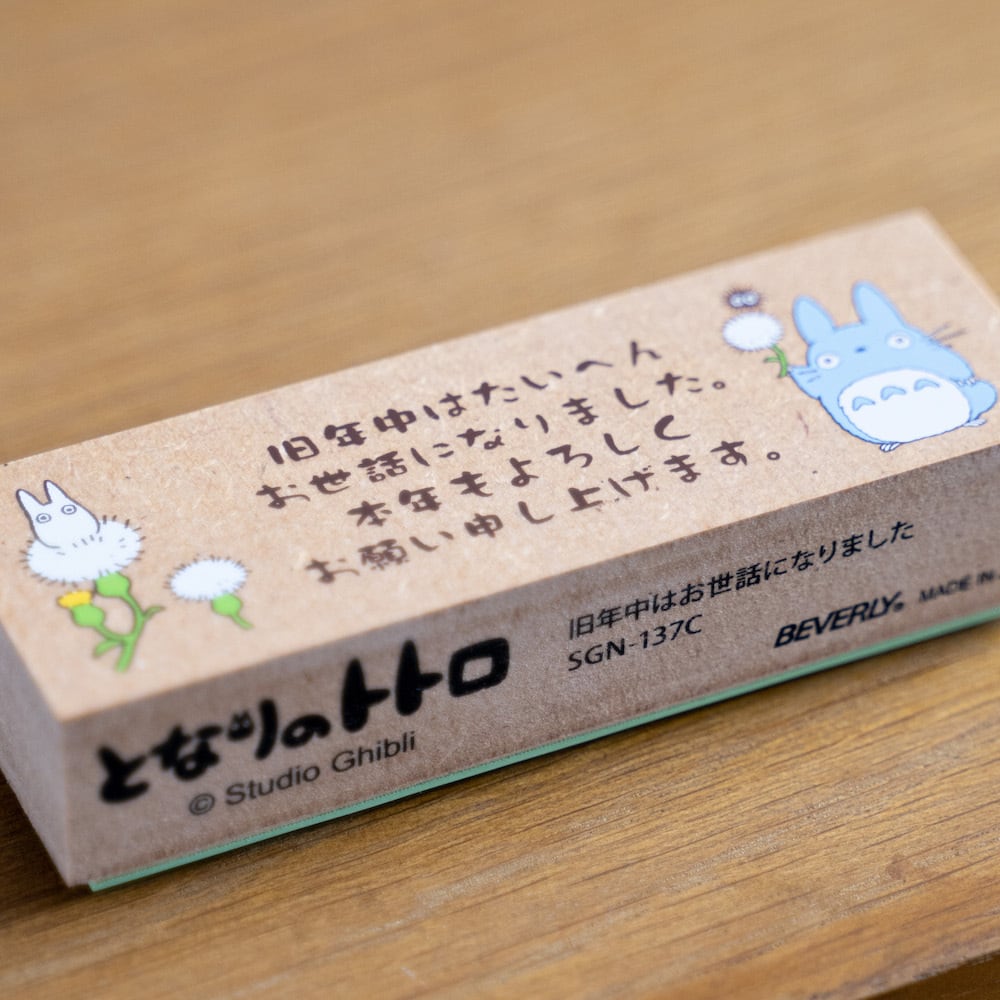 旧年中はたいへん
お世話になりました。
本年もよろしく
お願い申し上げます。
となりのトトロ
© Studio Ghibli
旧年中はお世話になりました
SGN-137C
BEVERLY®
MADE IN